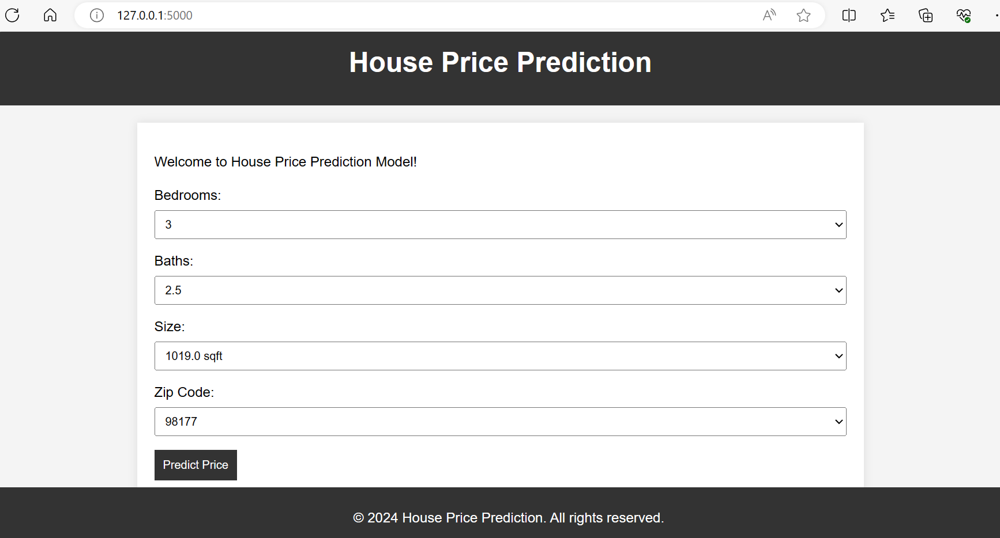 127.0.0.1:5000
House Price Prediction
Welcome to House Price Prediction Model!
Bedrooms:
3
Baths:
2.5
Size:
1019.0 sqft
Zip Code:
98177
Predict Price
© 2024 House Price Prediction. All rights reserved.